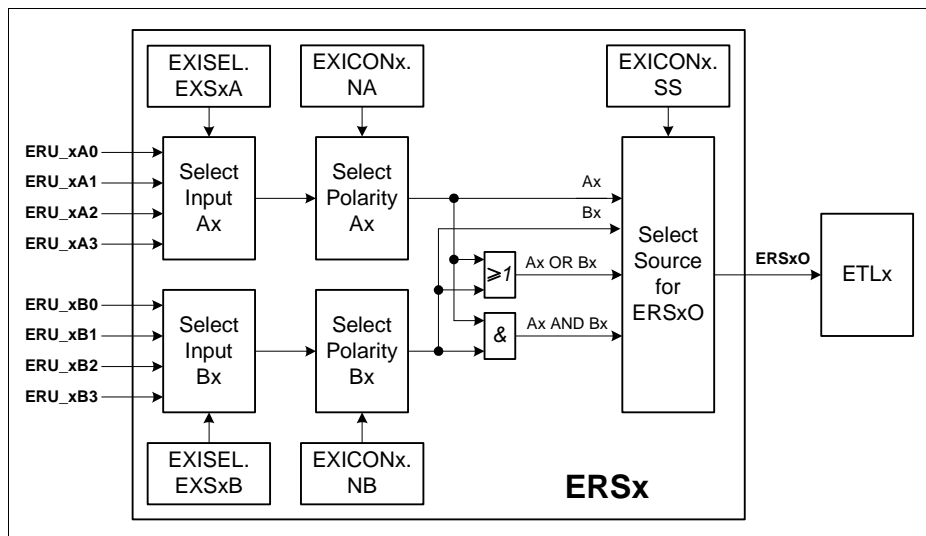 EXISEL.
EXSxA
EXICONx.
NA
EXICONx.
SS
ERU_xA0
ERU_xA1
ERU_xA2
ERU_xA3
Select
Input
Ax
Select
Polarity
Ax
Ax
Bx
⩾1
Ax OR Bx
&
Ax AND Bx
Select
Source
for
ERSxO
ERSxO
ETLx
ERU_xB0
ERU_xB1
ERU_xB2
ERU_xB3
Select
Input
Bx
Select
Polarity
Bx
EXISEL.
EXSxB
EXICONx.
NB
ERSx